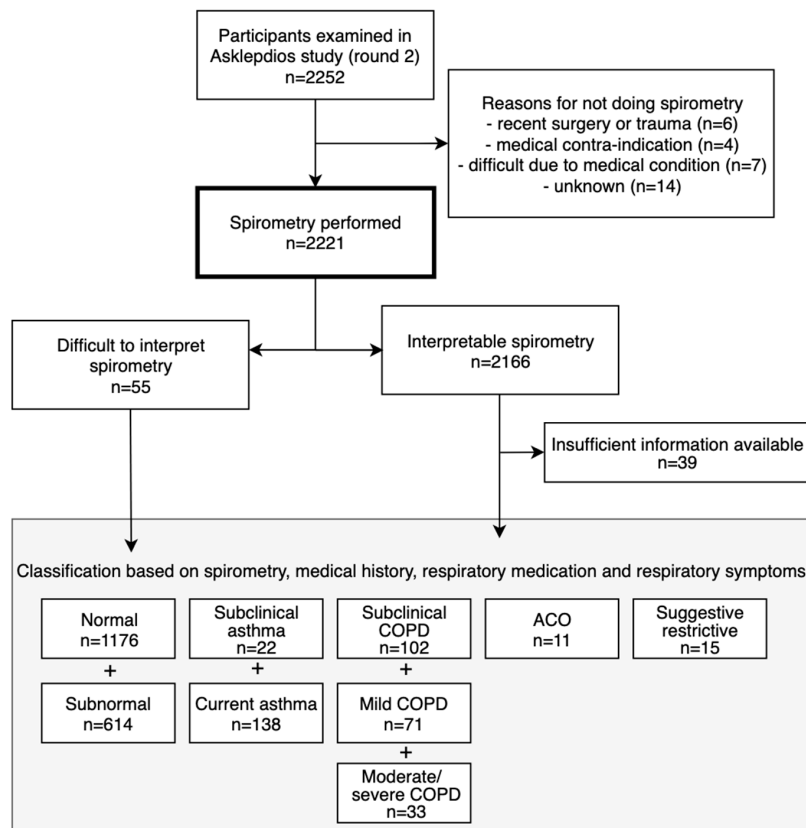 Participants examined in
Asklepdios study (round 2)
n=2252
Reasons for not doing spirometry
- recent surgery or trauma (n=6)
- medical contra-indication (n=4)
- difficult due to medical condition (n=7)
- unknown (n=14)
Spirometry performed
n=2221
Difficult to interpret
spirometry
n=55
Interpretable spirometry
n=2166
Insufficient information available
n=39
Classification based on spirometry, medical history, respiratory medication and respiratory symptoms
Normal
n=1176
+
Subnormal
n=614
Subclinical
asthma
n=22
+
Current asthma
n=138
Subclinical
COPD
n=102
+
Mild COPD
n=71
+
Moderate/
severe COPD
n=33
ACO
n=11
Suggestive
restrictive
n=15